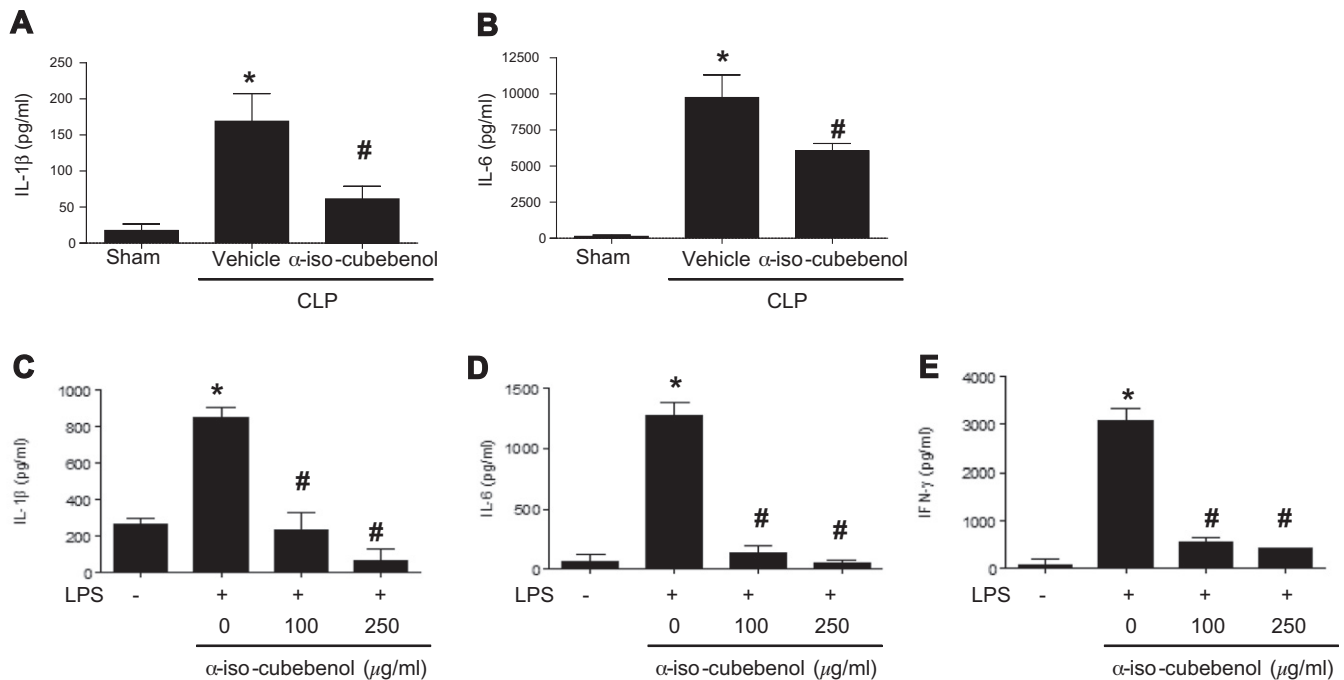 A
IL-1β (pg/ml)
250
200
150
100
50
0
*
#
Sham Vehicle α-iso-cubebenol
CLP
B
IL-6 (pg/ml)
12500
10000
7500
5000
2500
0
*
#
Sham Vehicle α-iso-cubebenol
CLP
C
IL-1β (pg/ml)
1000
800
600
400
200
0
*
#
#
LPS - + + +
0 100 250
α-iso-cubebenol (μg/ml)
D
IL-6 (pg/ml)
1500
1000
500
0
*
#
#
- + + +
0 100 250
α-iso-cubebenol (μg/ml)
E
IFN-γ (pg/ml)
4000
3000
2000
1000
0
*
#
#
LPS - + + +
0 100 250
α-iso-cubebenol (μg/ml)